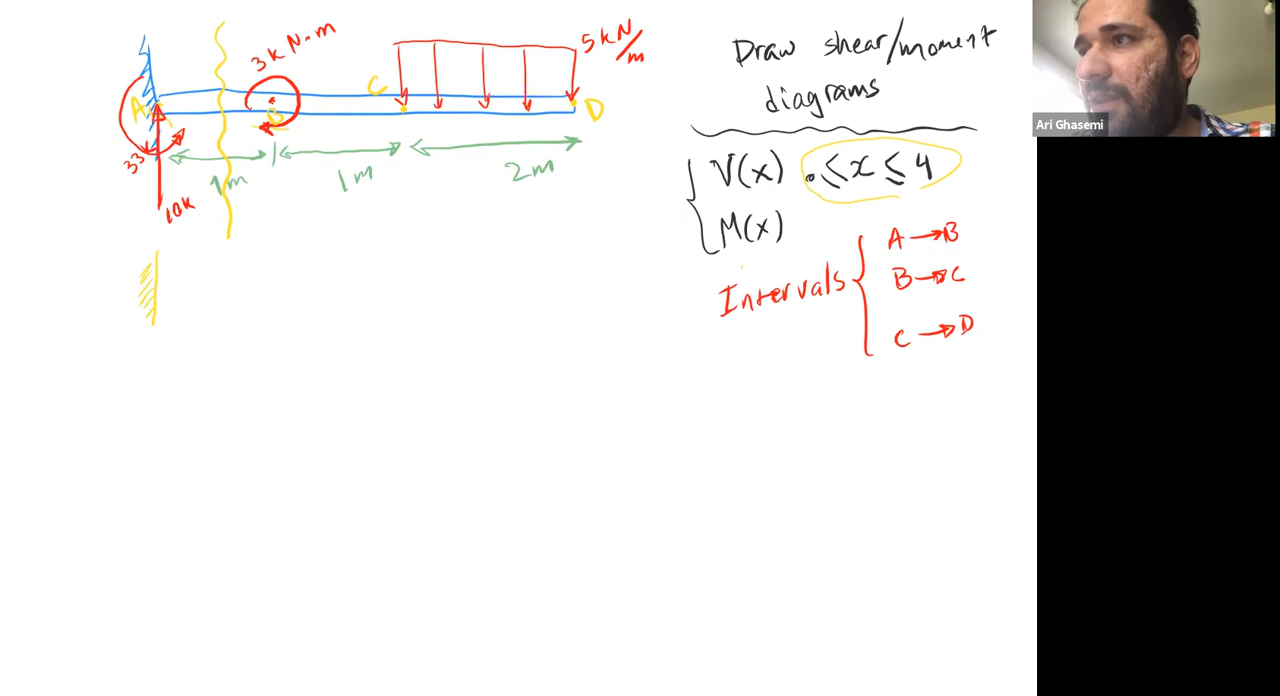 3kN.m
5kN/m
A
B
C
D
33
10k
1m
1m
2m
Draw shear/moment
diagrams
V(x) 0≤x≤4
M(x)
Intervals
A→B
B→C
C→D
Ari Ghasemi